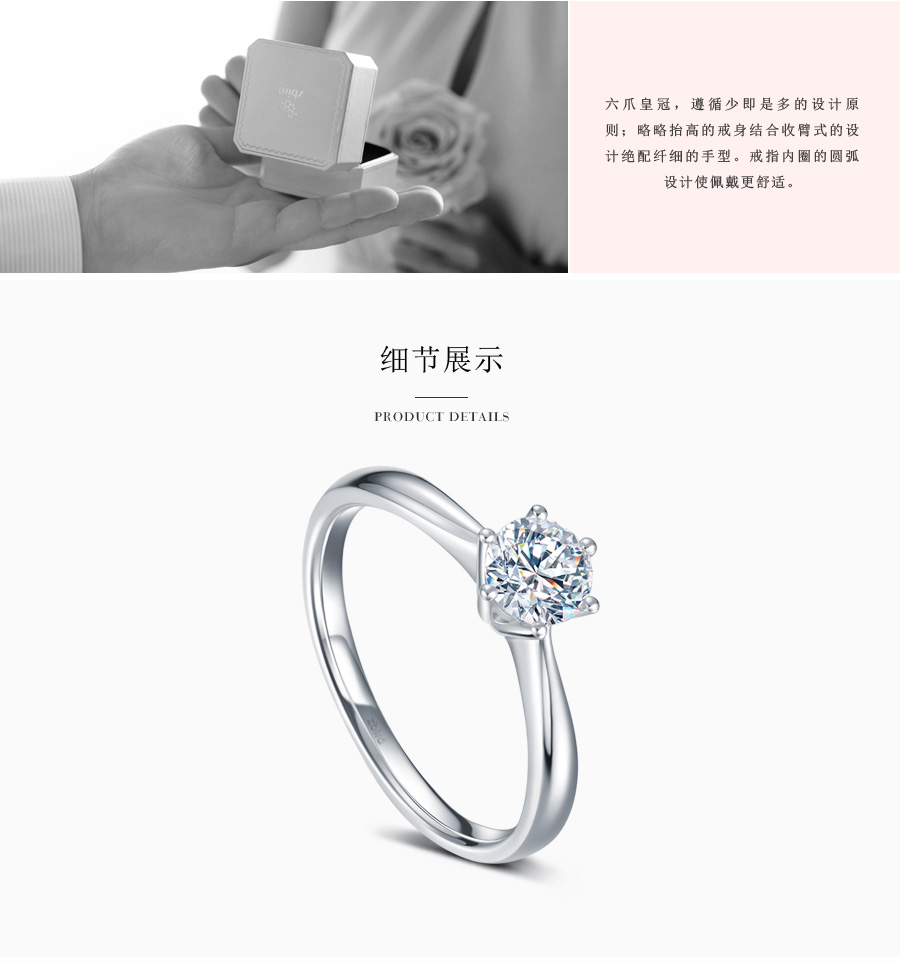 六爪皇冠，遵循少即是多的设计原
则；略略抬高的戒身结合收臂式的设
计绝配纤细的手型。戒指内圈的圆弧
设计使佩戴更舒适。
细节展示
PRODUCT DETAILS